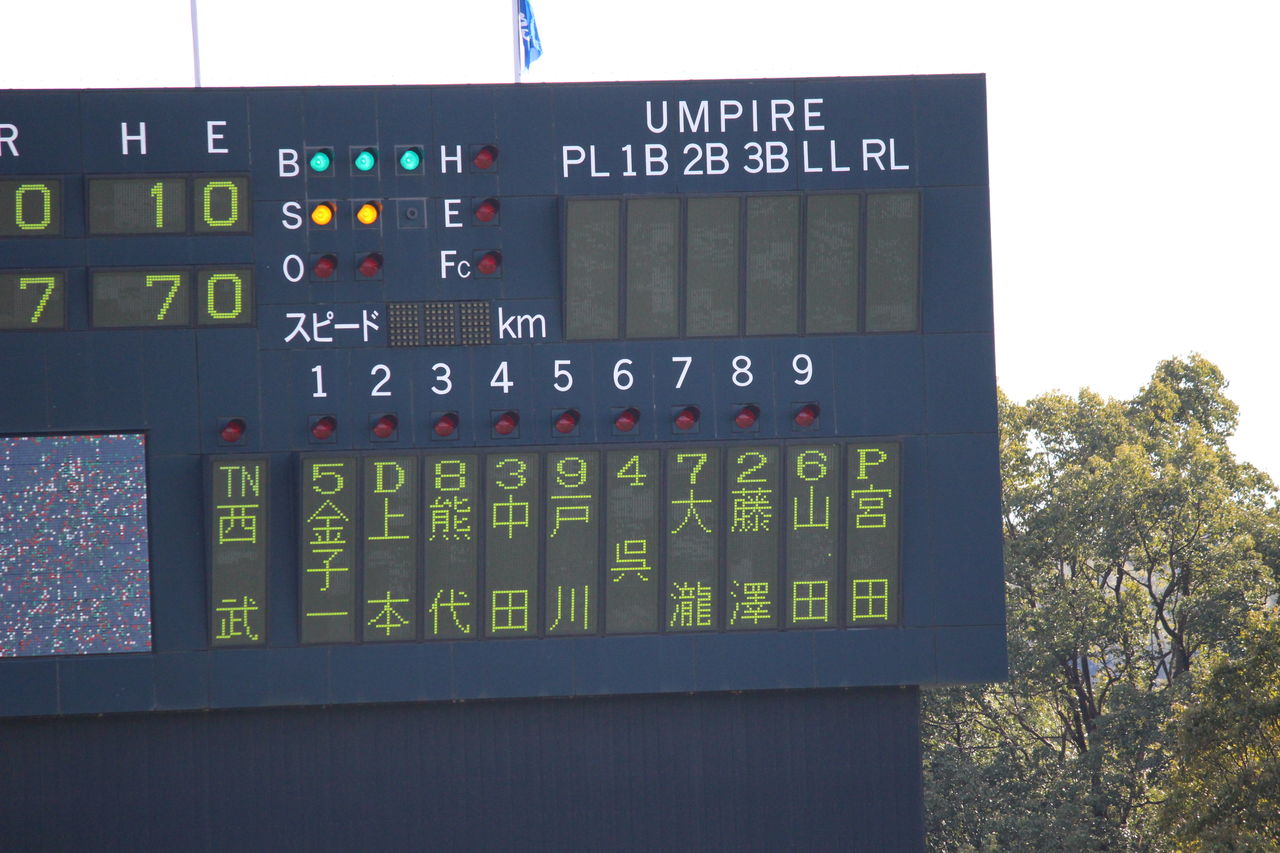 R H E
0 1 0
7 7 0
B H
S E
O Fc
スピード km
UMPIRE
PL 1B 2B 3B LL RL
1 2 3 4 5 6 7 8 9
TN 西武
5 金子一
D 上本
8 熊代
3 中田
9 戸川
4 呉
7 大瀧
2 藤澤
6 山田
P 宮田